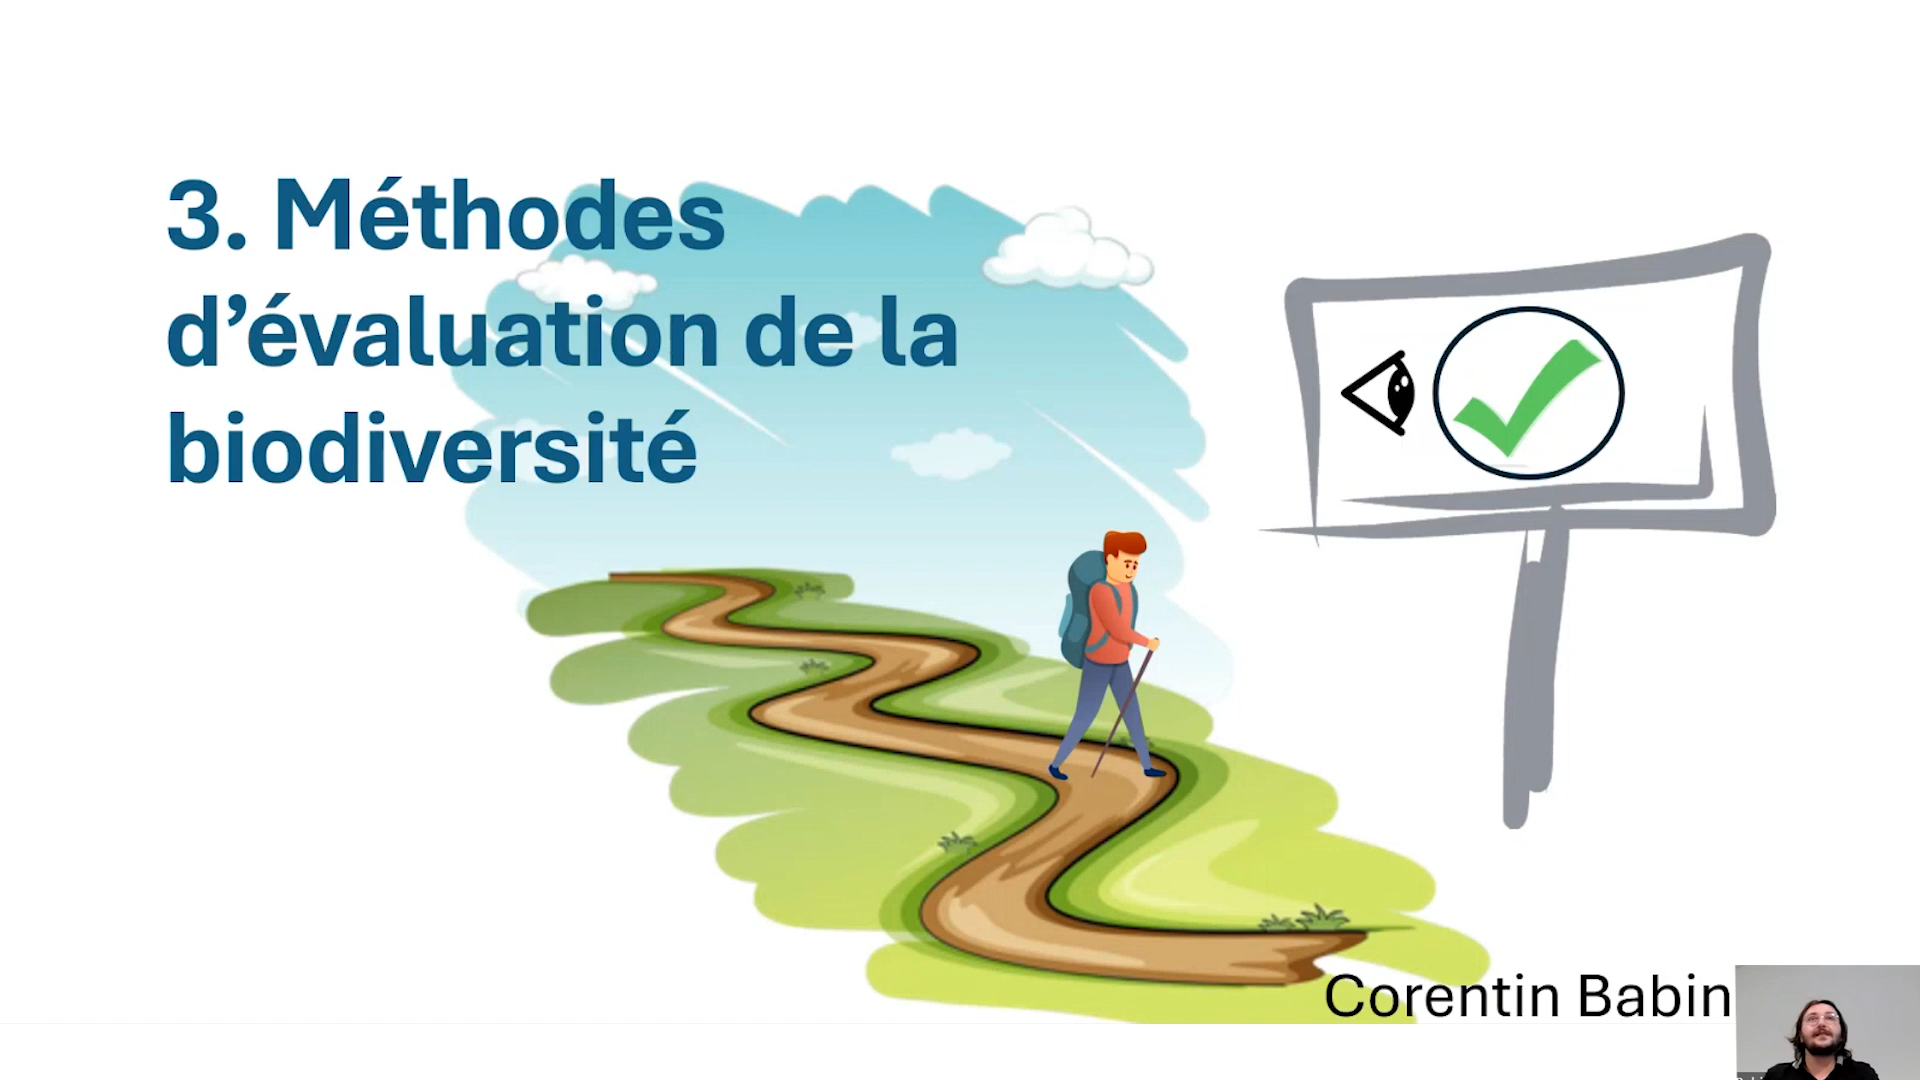 3. Méthodes
d’évaluation de la
biodiversité
Corentin Babin